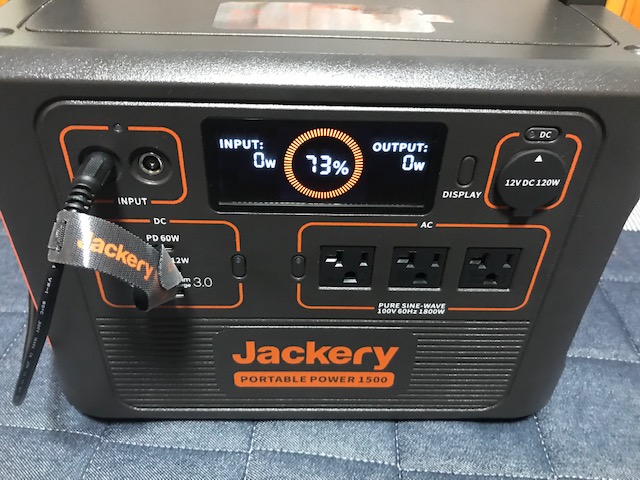 INPUT:
0w
73%
OUTPUT:
0w
DISPLAY
DC
12V DC 120W
INPUT
DC
PD 60W
12W
3.0
Jackery
AC
PURE SINE-WAVE
100V 60Hz 1800W
Jackery
PORTABLE POWER 1500